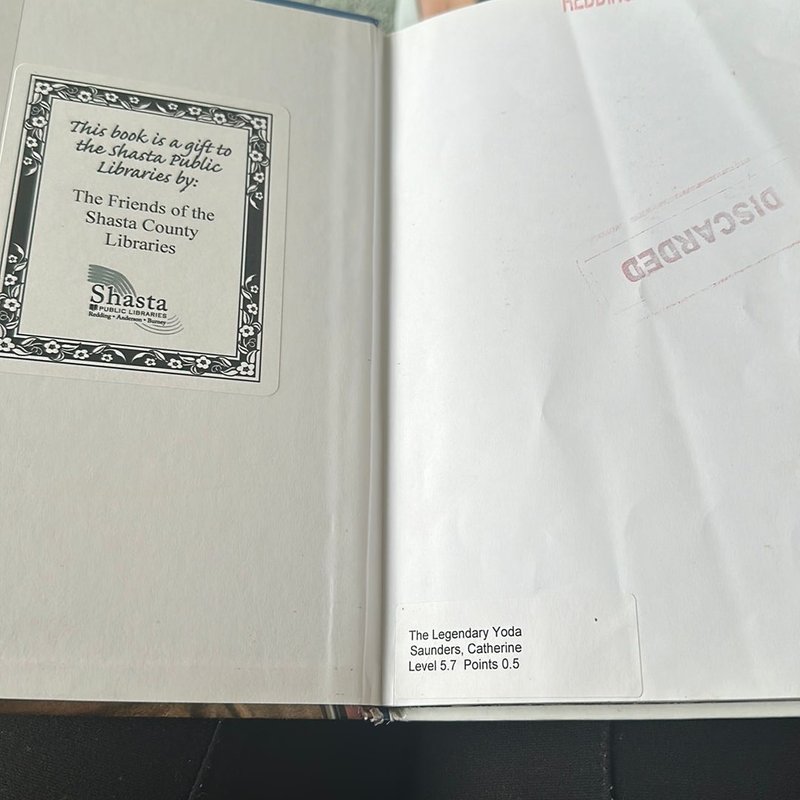 This book is a gift to
the Shasta Public
Libraries by:
The Friends of the
Shasta County
Libraries
Shasta
PUBLIC LIBRARIES
Redding • Anderson • Burney
DISCARDED
The Legendary Yoda
Saunders, Catherine
Level 5.7 Points 0.5